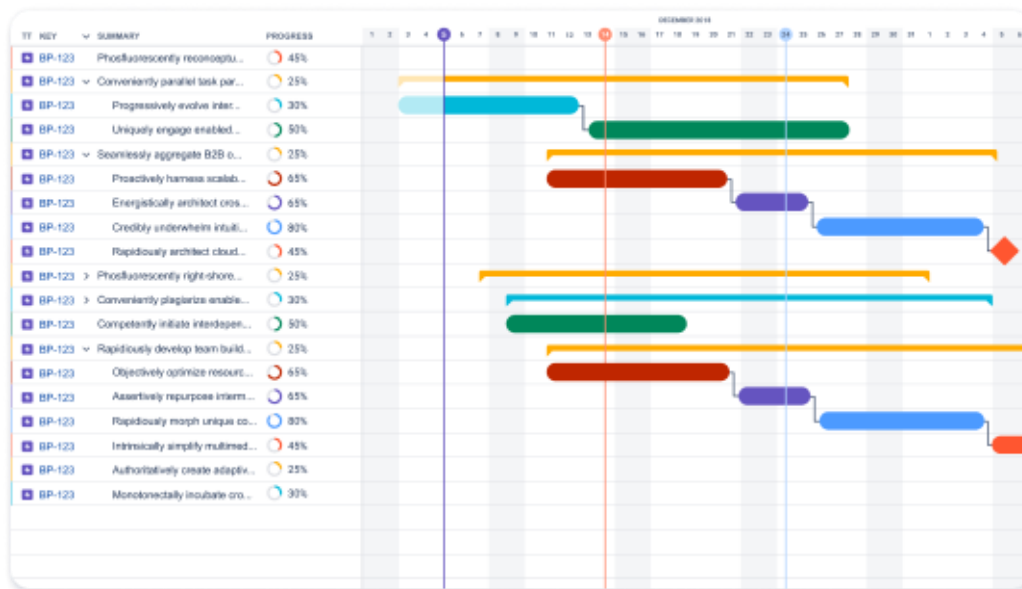 DECEMBER 2018
TT KEY SUMMARY PROGRESS 1 2 3 4 5 6 7 8 9 10 11 12 13 14 15 16 17 18 19 20 21 22 23 24 25 26 27 28 29 30 31 1 2 3 4 5
BP-123 Phosfluorescently reconceptu... 45%
BP-123 Conveniently parallel task par... 25%
BP-123 Progressively evolve inter... 30%
BP-123 Uniquely engage enabled... 50%
BP-123 Seamlessly aggregate B2B o... 25%
BP-123 Proactively harness scalab... 65%
BP-123 Energistically architect cros... 65%
BP-123 Credibly underwhelm intuiti... 80%
BP-123 Rapidiously architect cloud... 45%
BP-123 Phosfluorescently right-shore... 25%
BP-123 Conveniently plagiarize enable... 30%
BP-123 Competently initiate interdepen... 50%
BP-123 Rapidiously develop team build... 25%
BP-123 Objectively optimize resourc... 65%
BP-123 Assertively repurpose interm... 65%
BP-123 Rapidiously morph unique co... 80%
BP-123 Intrinsically simplify multimed... 45%
BP-123 Authoritatively create adaptiv... 25%
BP-123 Monotonectally incubate cro... 30%